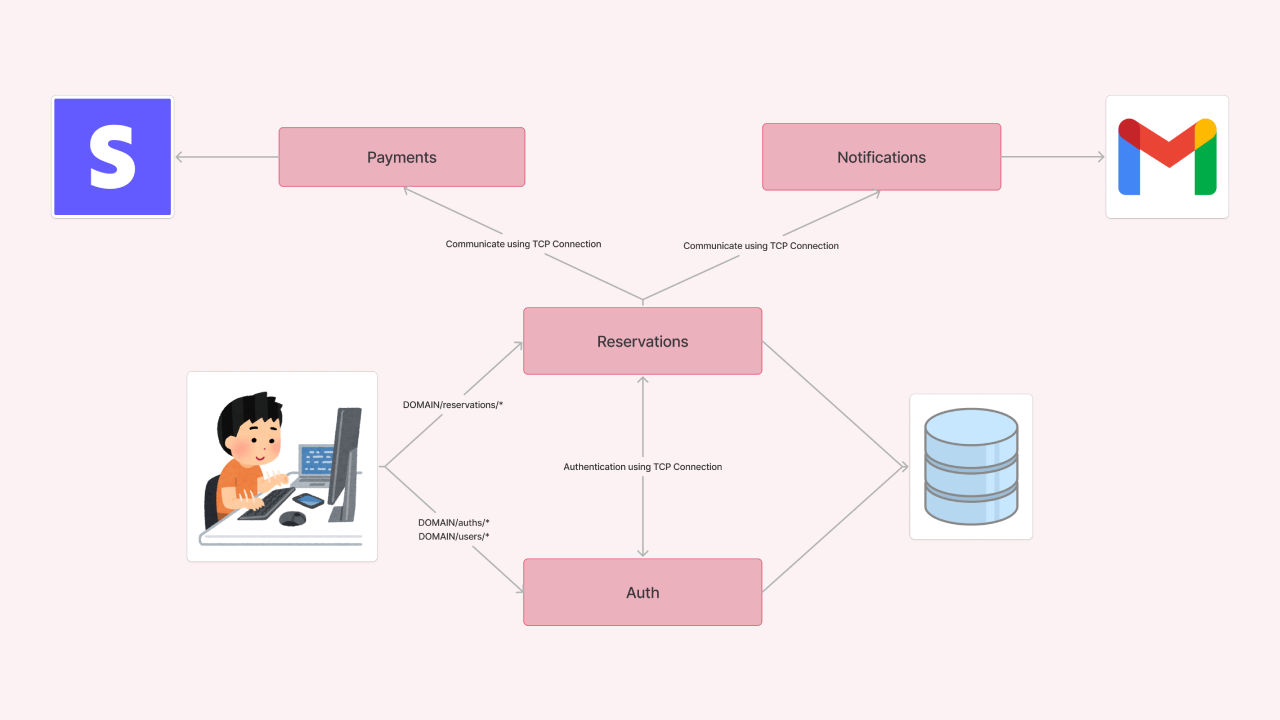 S
Payments
Notifications
Communicate using TCP Connection
Communicate using TCP Connection
Reservations
DOMAIN/reservations/*
Authentication using TCP Connection
DOMAIN/auths/*
DOMAIN/users/*
Auth